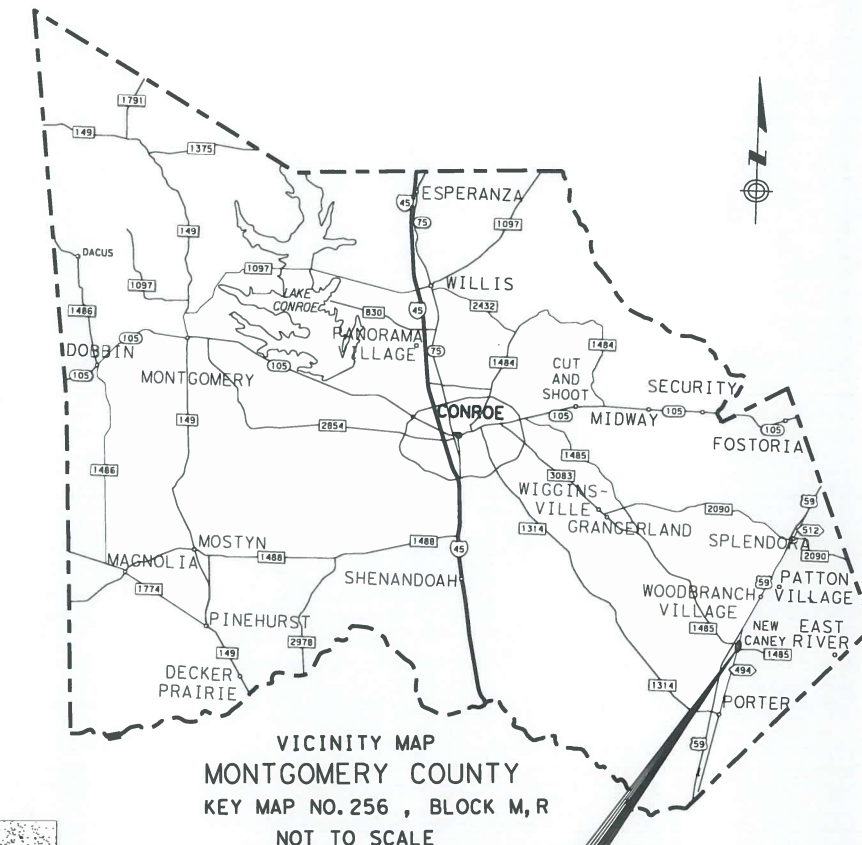 1791
149
1375
45
ESPERANZA
75
1097
149
DACUS
1097
LAKE
CONROE
WILLIS
1097
1486
830
45
2432
105
DOBBIN
PANORAMA
VILLAGE
75
1484
1484
105
MONTGOMERY
105
CUT
AND
SHOOT
SECURITY
CONROE
105
MIDWAY
105
105
FOSTORIA
149
2854
1485
1486
3083
WIGGINS-
VILLE
GRANGERLAND
2090
59
1314
512
SPLENDORA
2090
MOSTYN
MAGNOLIA
1488
1488
45
SHENANDOAH
1774
59
PATTON
VILLAGE
WOODBRANCH
VILLAGE
PINEHURST
1485
NEW
CANEY
EAST
RIVER
1485
149
2978
494
DECKER
PRAIRIE
1314
PORTER
59
VICINITY MAP
MONTGOMERY COUNTY
KEY MAP NO. 256 , BLOCK M, R
NOT TO SCALE